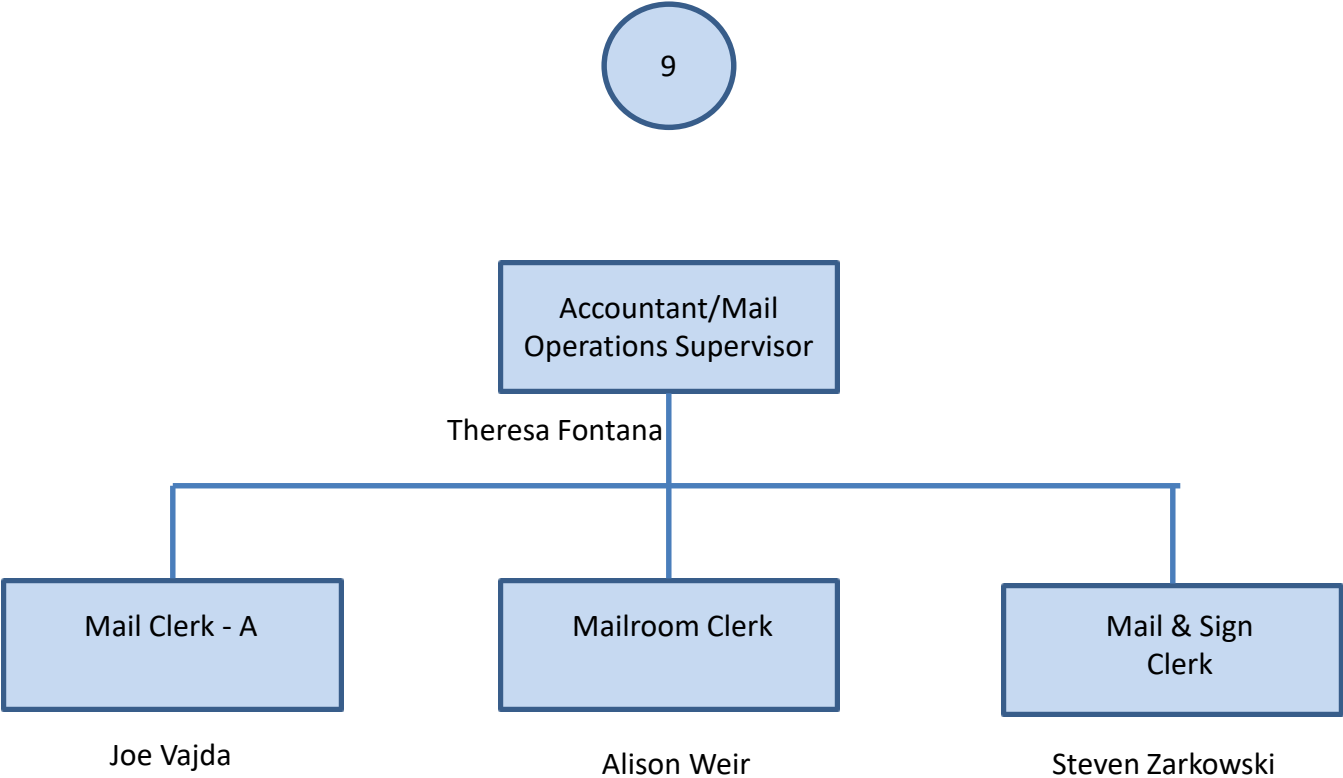 9
Accountant/Mail
Operations Supervisor
Theresa Fontana
Mail Clerk - A
Mailroom Clerk
Mail & Sign
Clerk
Joe Vajda
Alison Weir
Steven Zarkowski